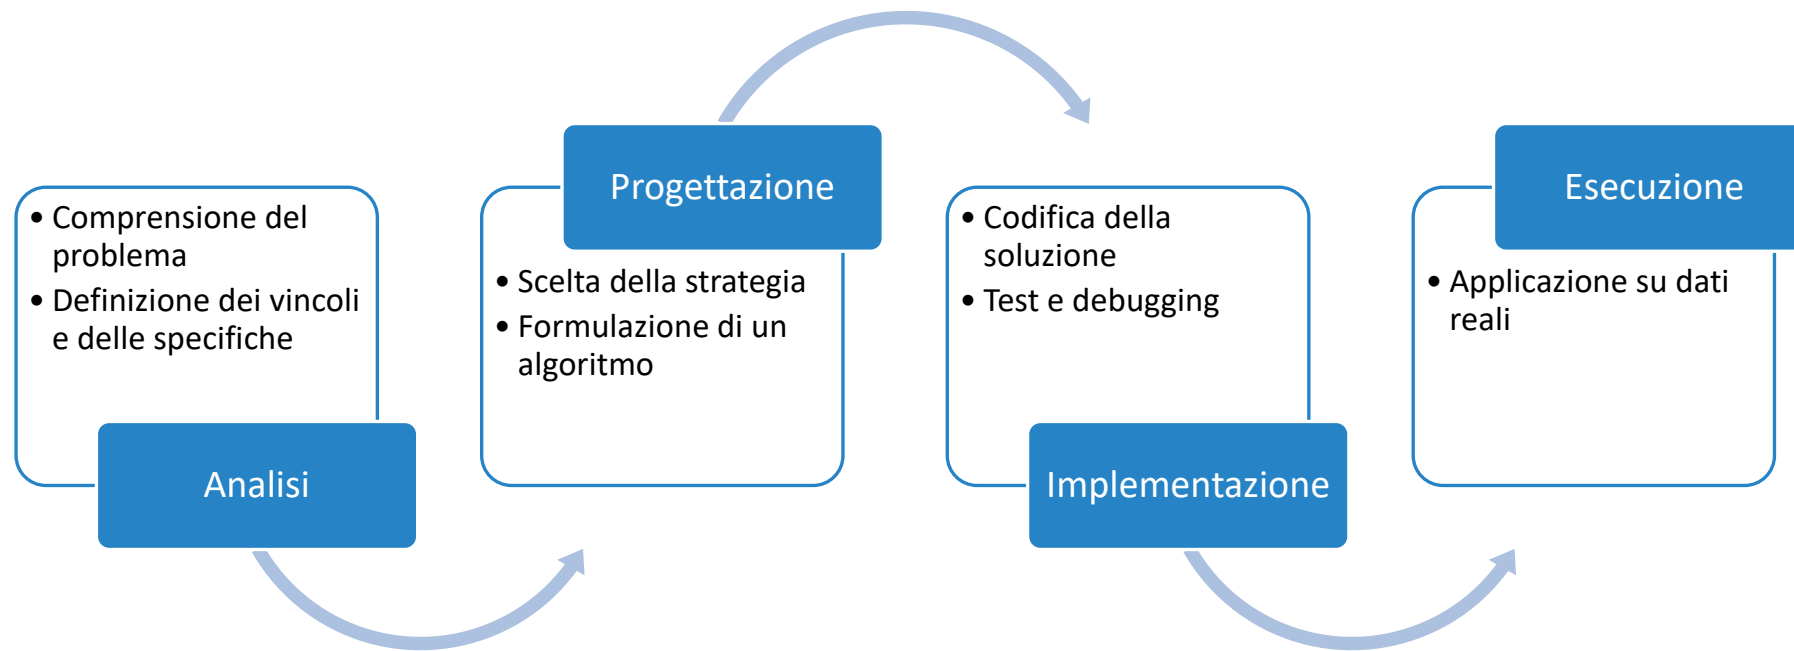 • Comprensione del
problema
• Definizione dei vincoli
e delle specifiche
Analisi
Progettazione
• Scelta della strategia
• Formulazione di un
algoritmo
• Codifica della
soluzione
• Test e debugging
Implementazione
Esecuzione
• Applicazione su dati
reali